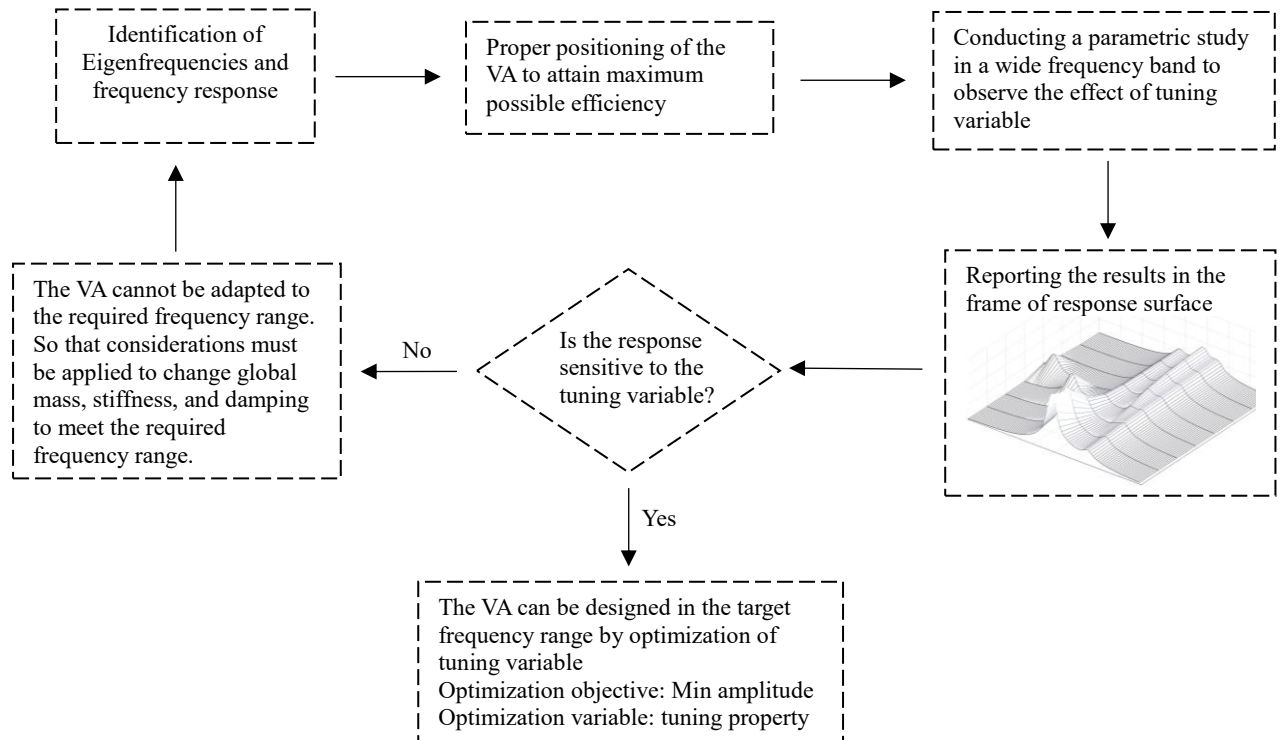 Identification of
Eigenfrequencies and
frequency response
Proper positioning of the
VA to attain maximum
possible efficiency
Conducting a parametric study
in a wide frequency band to
observe the effect of tuning
variable
Reporting the results in the
frame of response surface
Is the response
sensitive to the
tuning variable?
No
The VA cannot be adapted to
the required frequency range.
So that considerations must
be applied to change global
mass, stiffness, and damping
to meet the required
frequency range.
Yes
The VA can be designed in the target
frequency range by optimization of
tuning variable
Optimization objective: Min amplitude
Optimization variable: tuning property